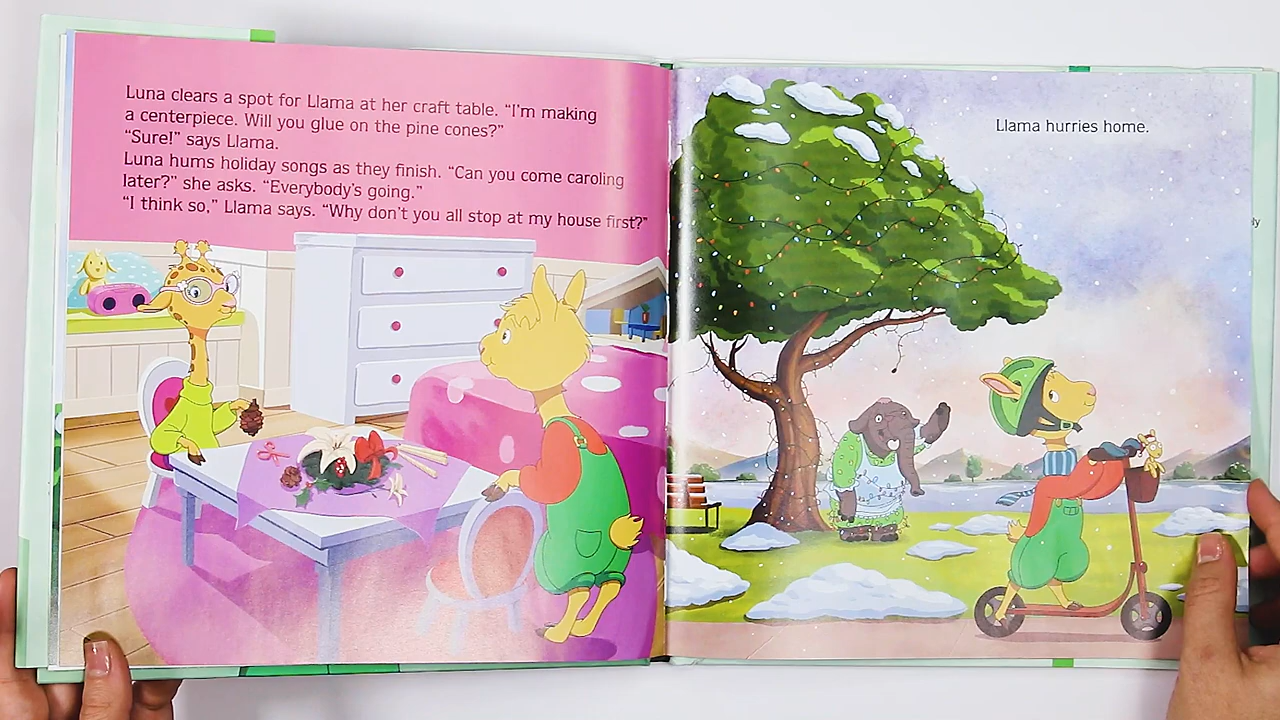 Luna clears a spot for Llama at her craft table. “I’m making
a centerpiece. Will you glue on the pine cones?”
“Sure!” says Llama.
Luna hums holiday songs as they finish. “Can you come caroling
later?” she asks. “Everybody’s going.”
“I think so,” Llama says. “Why don’t you all stop at my house first?”
Llama hurries home.